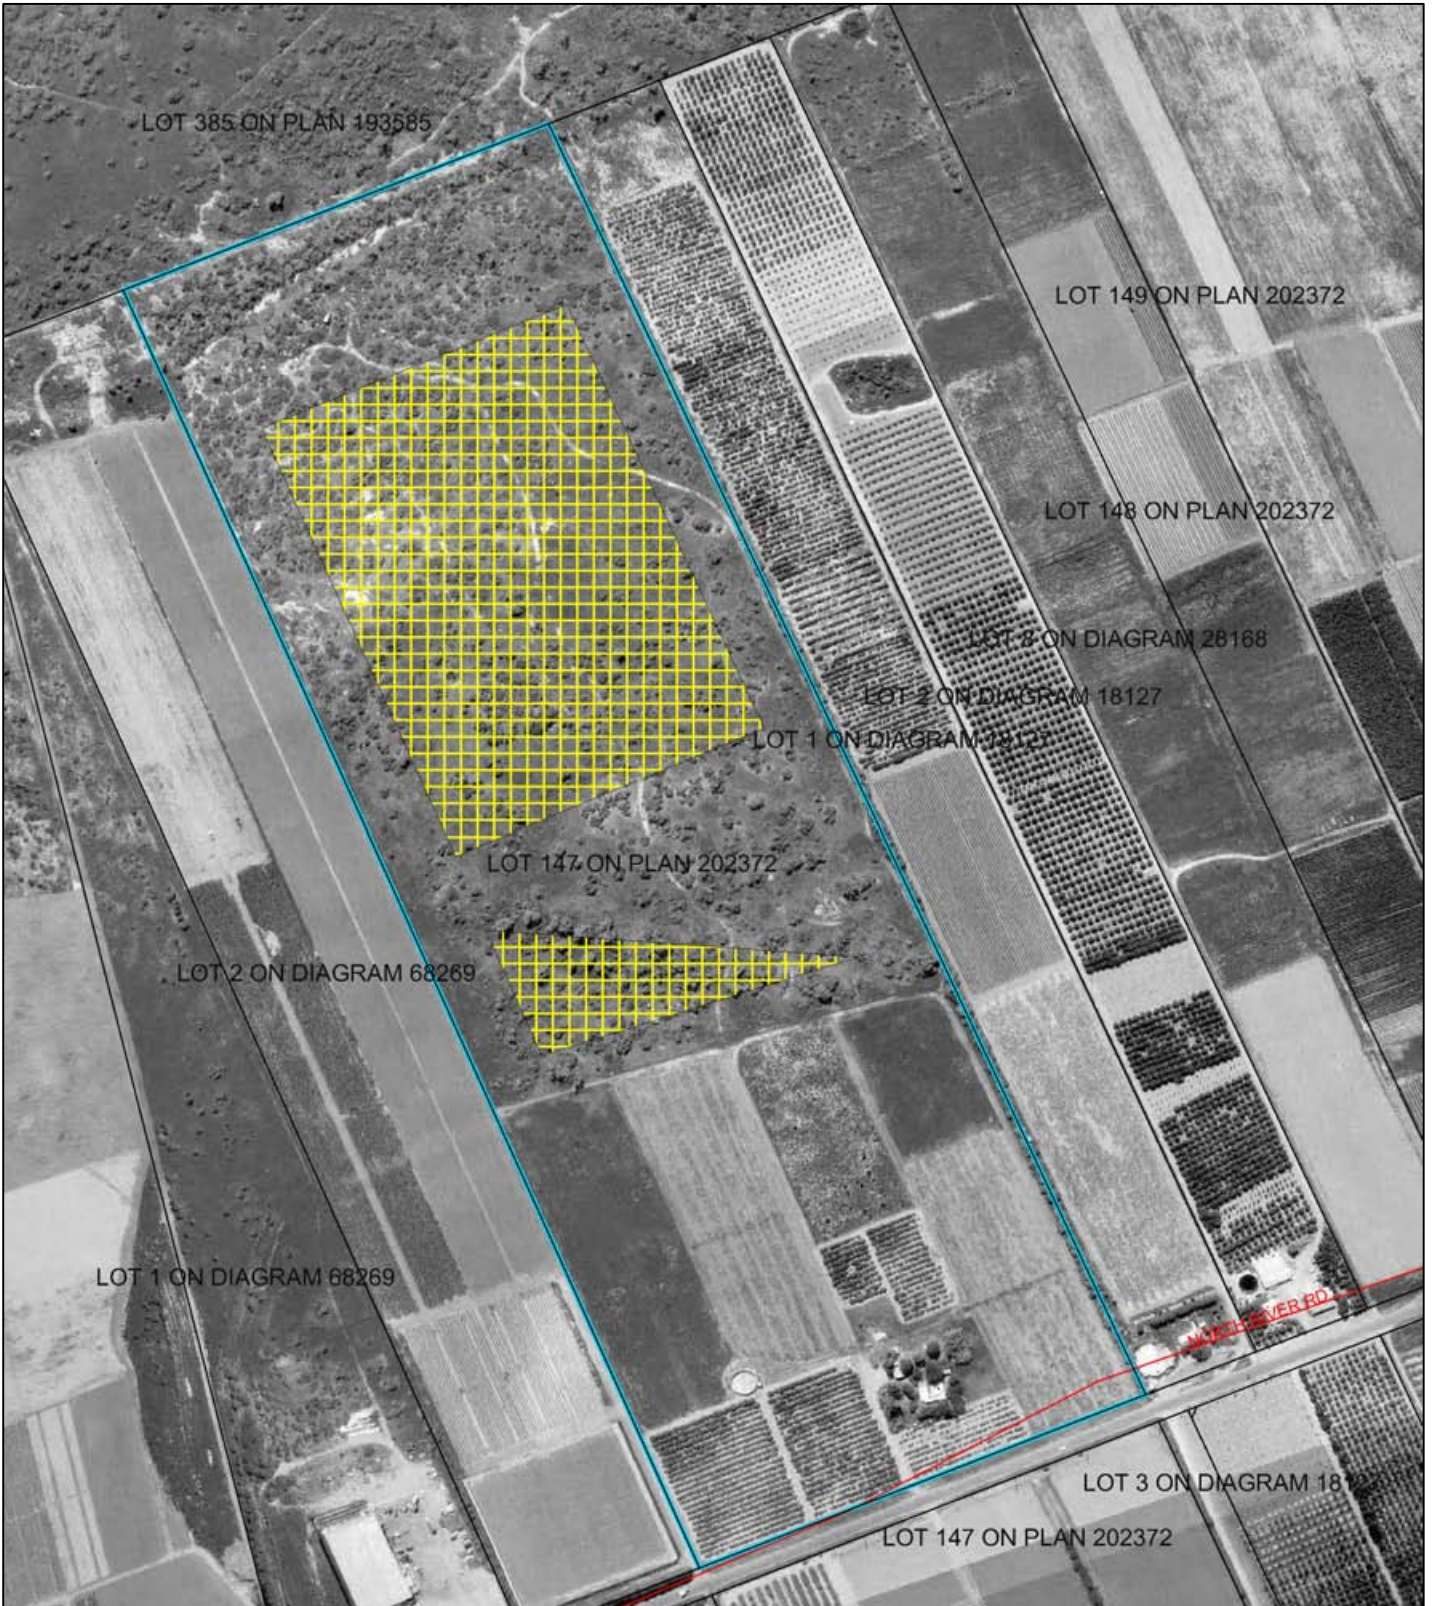 LOT 385 ON PLAN 193585
LOT 149 ON PLAN 202372
LOT 148 ON PLAN 202372
LOT 8 ON DIAGRAM 28168
LOT 2 ON DIAGRAM 18127
LOT 1 ON DIAGRAM 18127
LOT 147 ON PLAN 202372
LOT 2 ON DIAGRAM 68269
LOT 1 ON DIAGRAM 68269
NORTH RIVER RD
LOT 3 ON DIAGRAM 18127
LOT 147 ON PLAN 202372